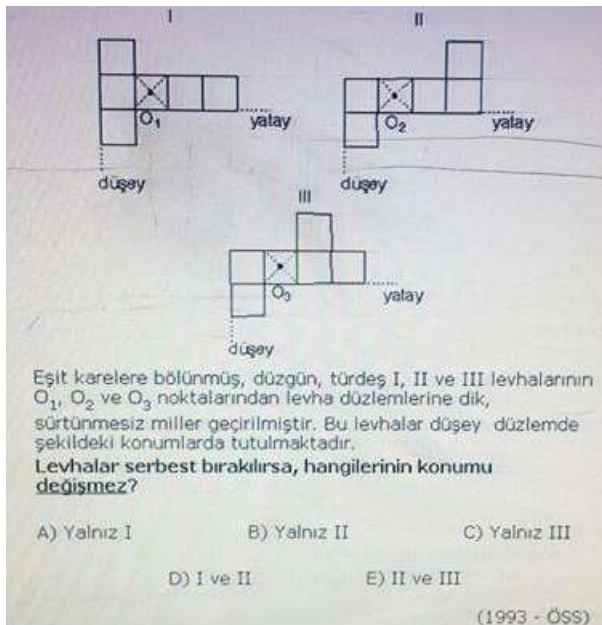 I
II
O₁
yatay
O₂
yatay
düşey
düşey
III
O₃
yatay
düşey
Eşit karelere bölünmüş, düzgün, türdeş I, II ve III levhalarının
O₁, O₂ ve O₃ noktalarından levha düzlemlerine dik,
sürtünmesiz miller geçirilmiştir. Bu levhalar düşey düzlemde
şekildeki konumlarda tutulmaktadır.
Levhalar serbest bırakılırsa, hangilerinin konumu
değişmez?
A) Yalnız I
B) Yalnız II
C) Yalnız III
D) I ve II
E) II ve III
(1993 - ÖSS)